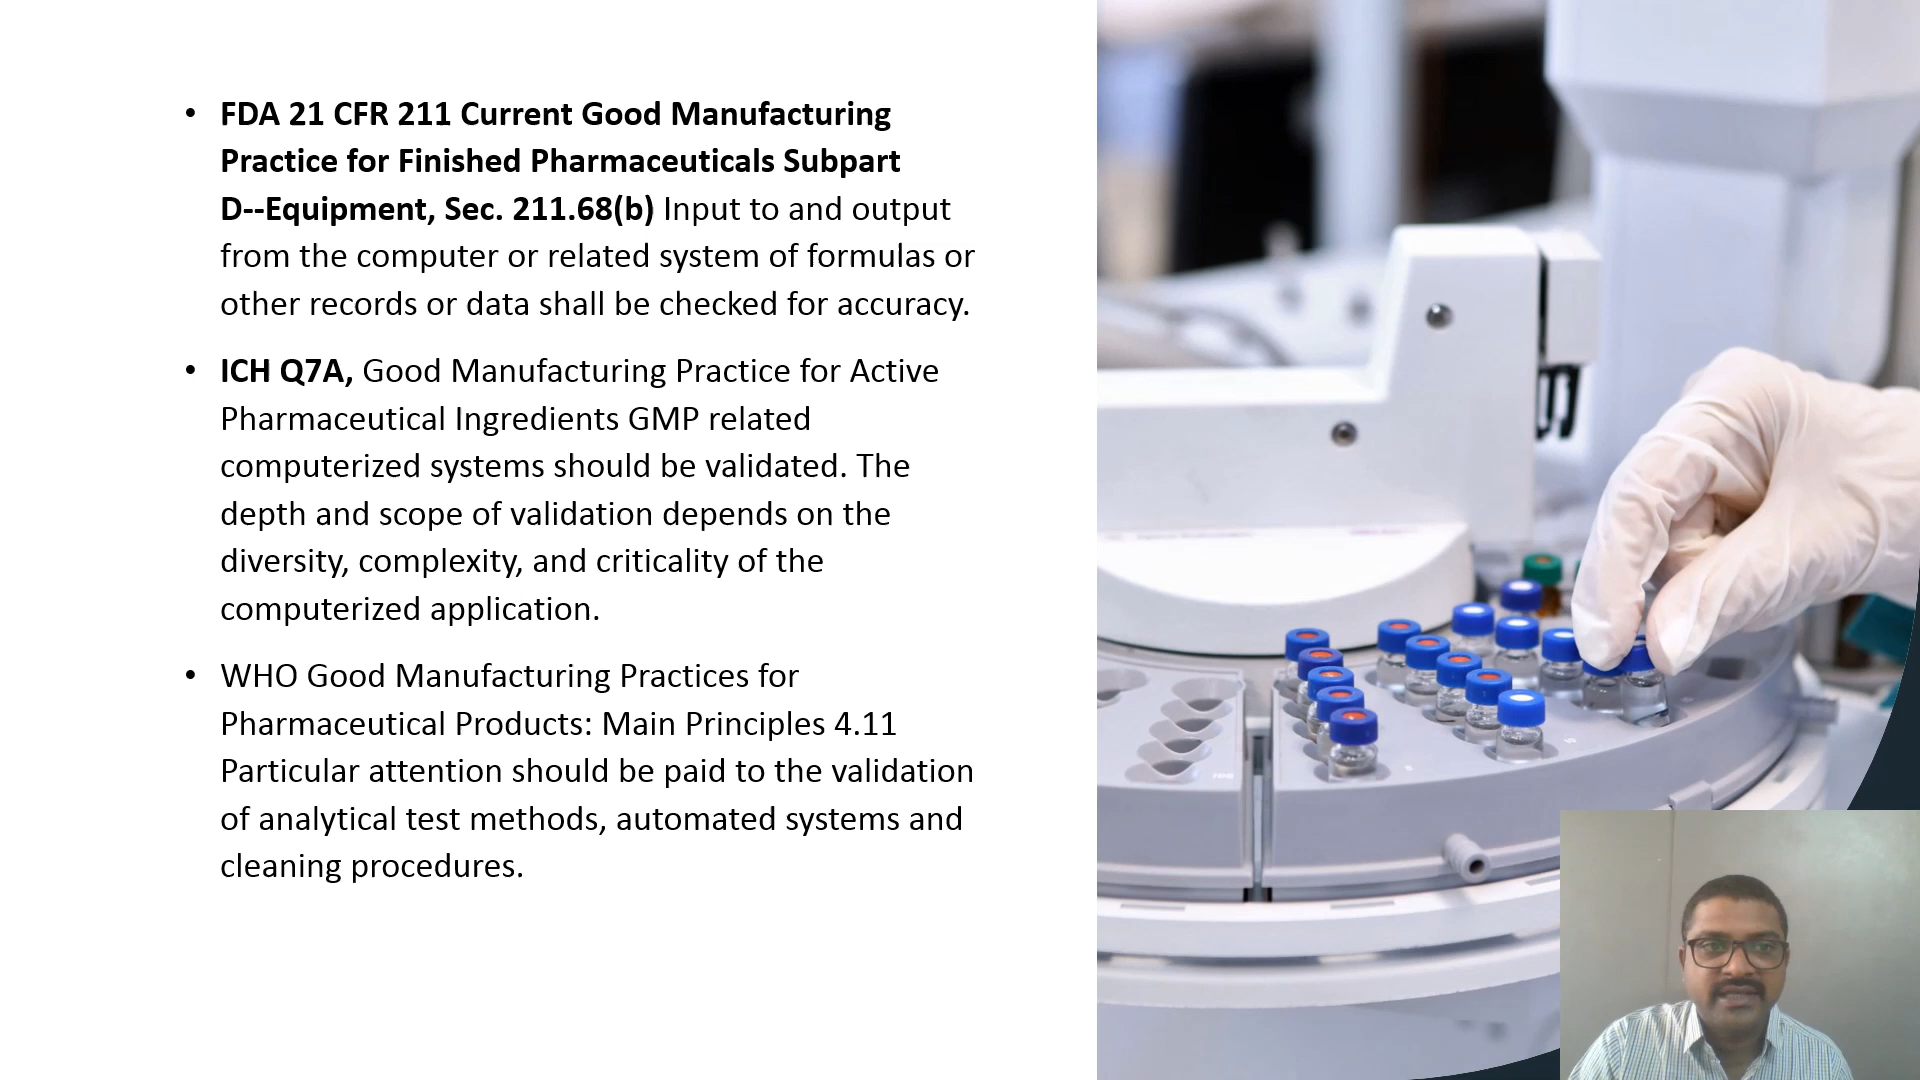 • FDA 21 CFR 211 Current Good Manufacturing
Practice for Finished Pharmaceuticals Subpart
D--Equipment, Sec. 211.68(b) Input to and output
from the computer or related system of formulas or
other records or data shall be checked for accuracy.
• ICH Q7A, Good Manufacturing Practice for Active
Pharmaceutical Ingredients GMP related
computerized systems should be validated. The
depth and scope of validation depends on the
diversity, complexity, and criticality of the
computerized application.
• WHO Good Manufacturing Practices for
Pharmaceutical Products: Main Principles 4.11
Particular attention should be paid to the validation
of analytical test methods, automated systems and
cleaning procedures.